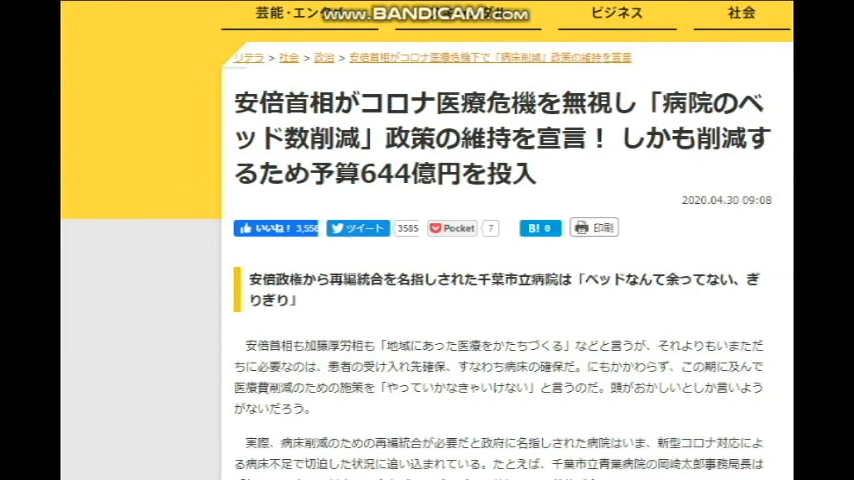 芸能・エンタメ
www.BANDICAM.com
ビジネス
社会
リテラ > 社会 > 政治 > 安倍首相がコロナ医療危機下で「病床削減」政策の維持を宣言
安倍首相がコロナ医療危機を無視し「病院のベ
ッド数削減」政策の維持を宣言！ しかも削減す
るため予算644億円を投入
2020.04.30 09:08
いいね！ 3,556 ツイート 3585 Pocket 7 B! 0 印刷
安倍政権から再編統合を名指しされた千葉市立病院は「ベッドなんて余ってない、ぎ
りぎり」
安倍首相も加藤厚労相も「地域にあった医療をかたちづくる」などと言うが、それよりもいまただ
ちに必要なのは、患者の受け入れ先確保、すなわち病床の確保だ。にもかかわらず、この期に及んで
医療費削減のための施策を「やっていかなきゃいけない」と言うのだ。頭がおかしいとしか言いよう
がないだろう。
実際、病床削減のための再編統合が必要だと政府に名指しされた病院はいま、新型コロナ対応によ
る病床不足で切迫した状況に追い込まれている。たとえば、千葉市立青葉病院の岡崎太郎事務局長は